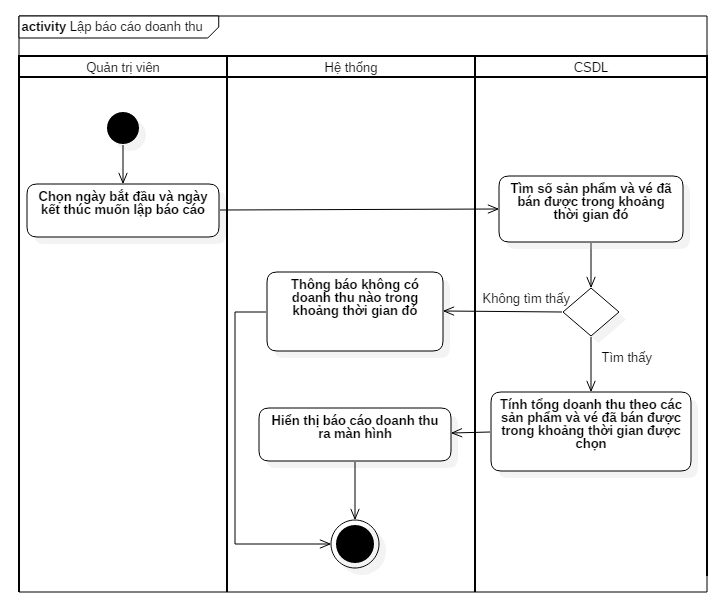 activity Lập báo cáo doanh thu
Quản trị viên
Hệ thống
CSDL
Chọn ngày bắt đầu và ngày
kết thúc muốn lập báo cáo
Tìm số sản phẩm và vé đã
bán được trong khoảng
thời gian đó
Thông báo không có
doanh thu nào trong
khoảng thời gian đó
Không tìm thấy
Tìm thấy
Tính tổng doanh thu theo các
sản phẩm và vé đã bán được
trong khoảng thời gian được
chọn
Hiển thị báo cáo doanh thu
ra màn hình